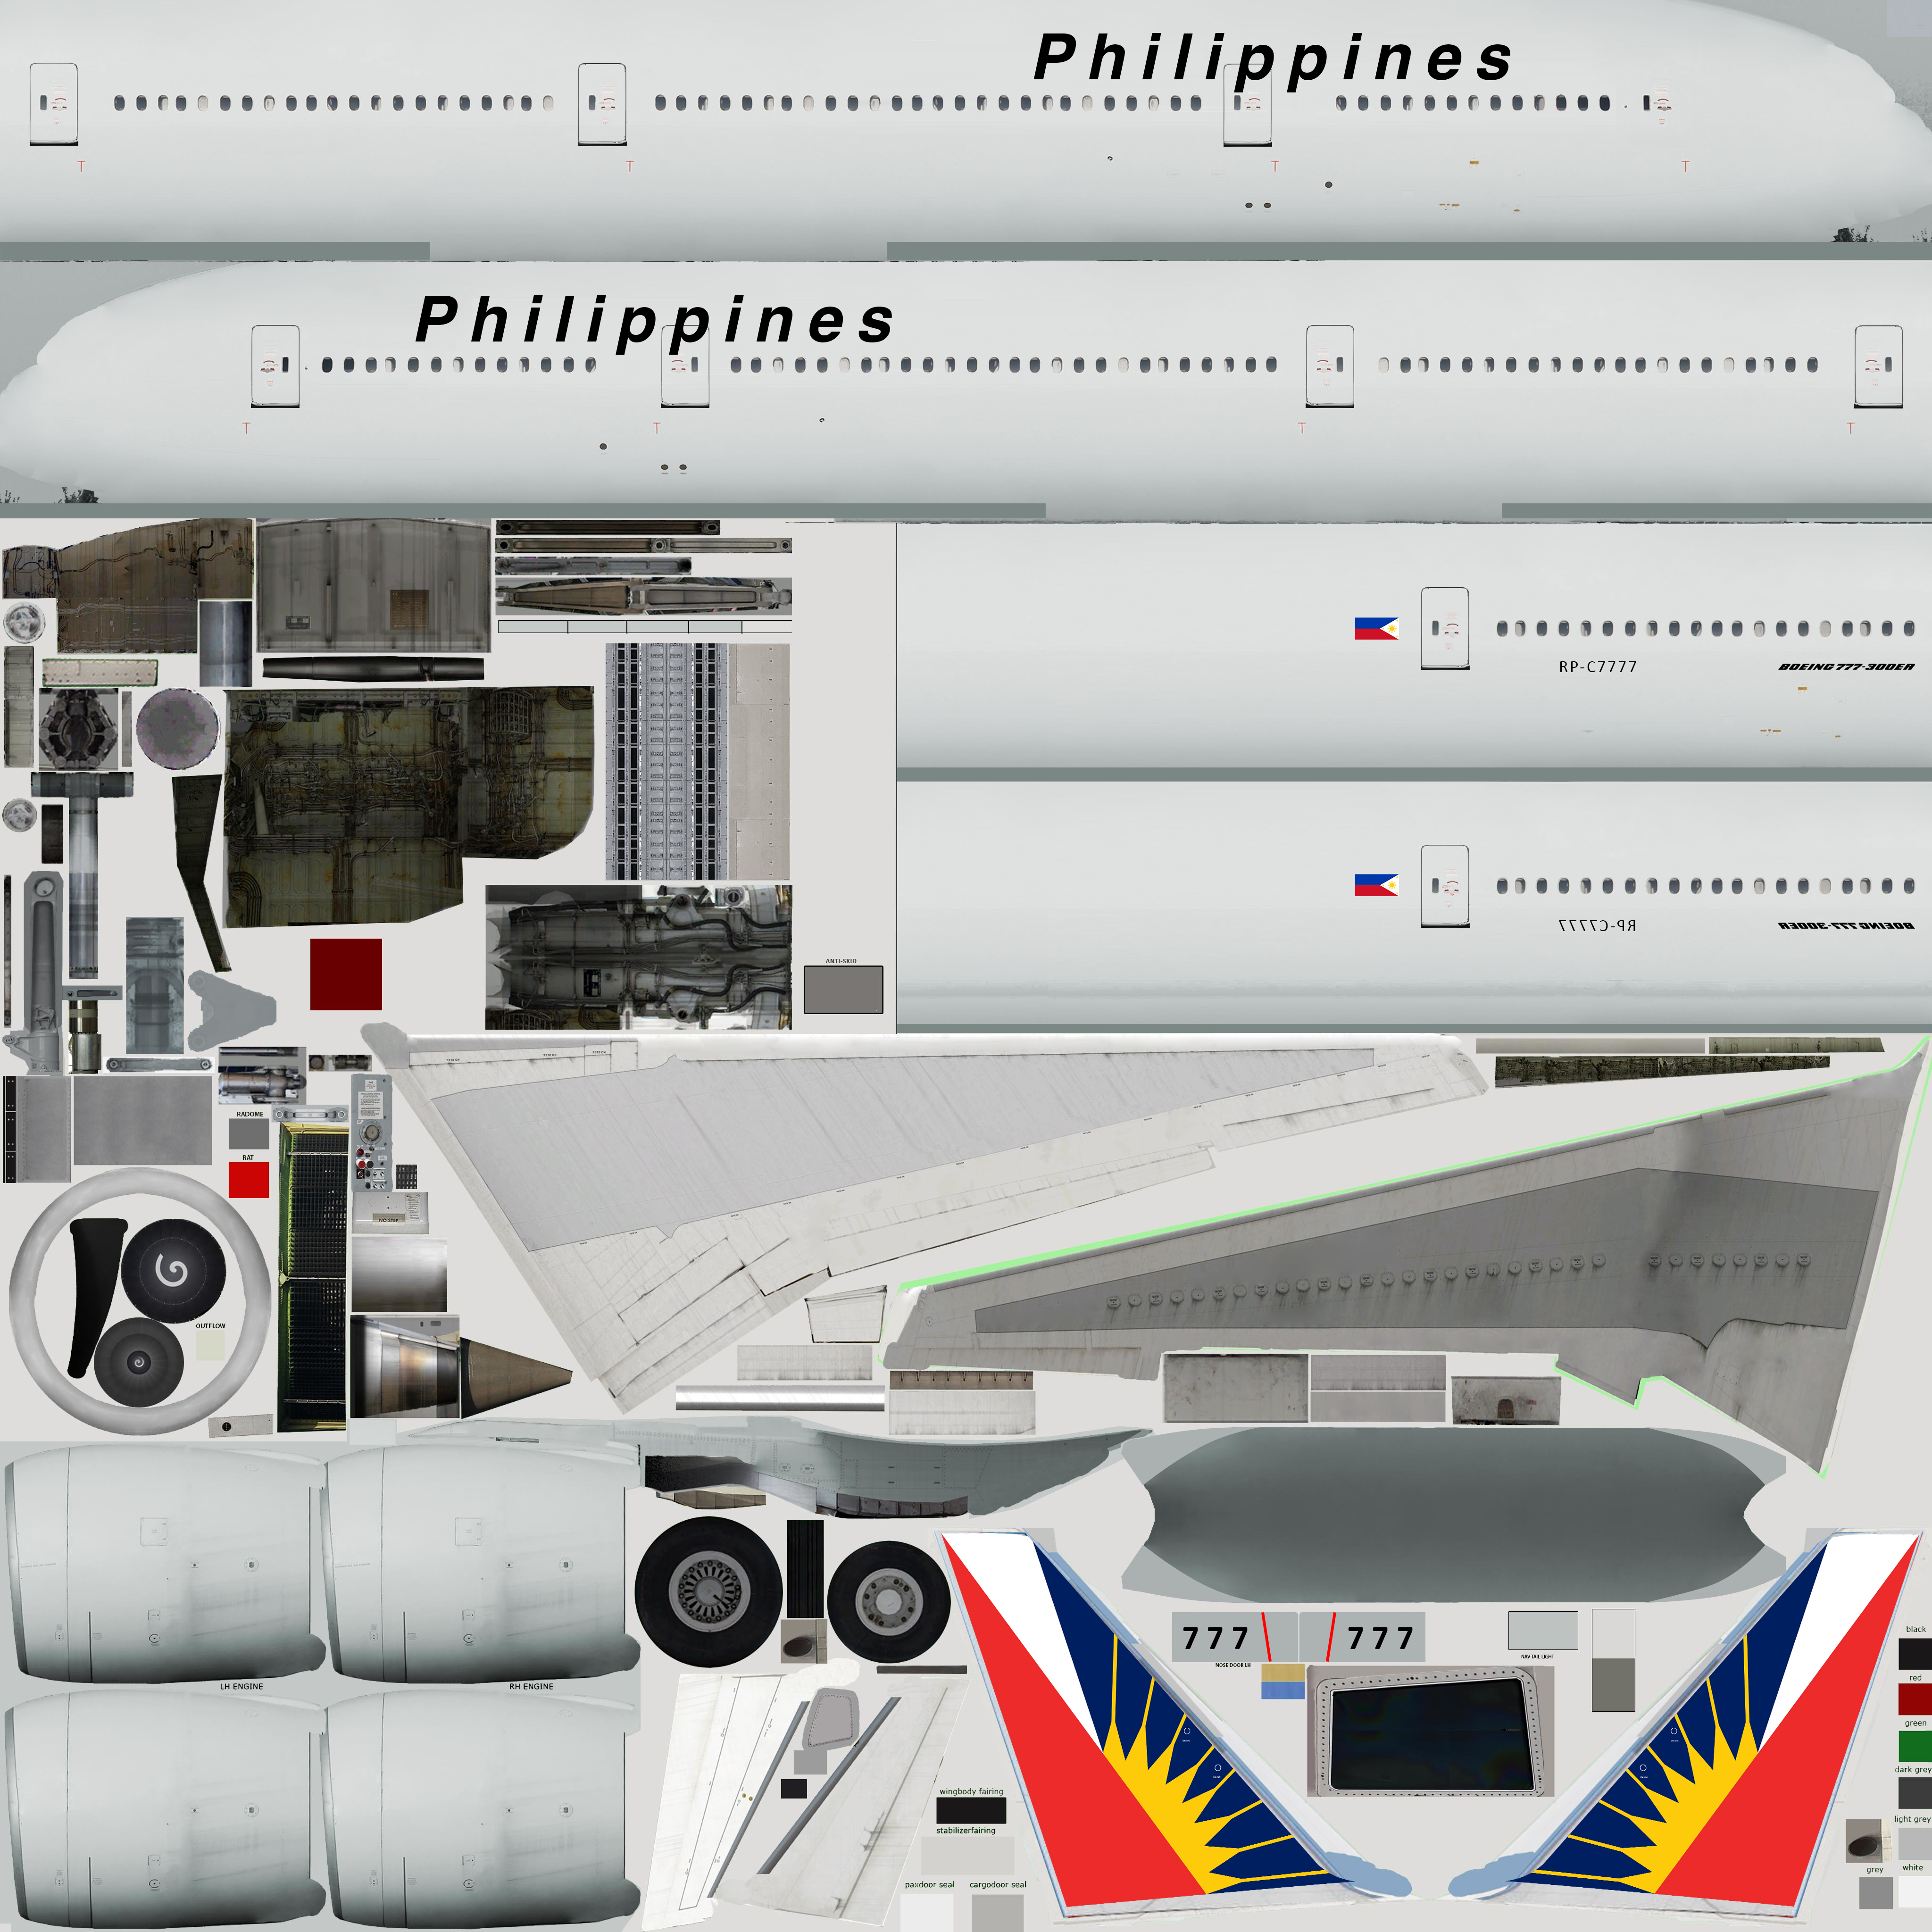 Philippines
Philippines
RP-C7777
BOEING 777-300ER
RP-C7777
BOEING 777-300ER
ANTI-SKID
RADOME
RAT
NO STEP
OUTFLOW
LH ENGINE
RH ENGINE
777
777
NOSE DOOR LH
NAV TAIL LIGHT
black
red
green
dark grey
light grey
grey
white
wingbody fairing
stabilizerfairing
paxdoor seal
cargodoor seal